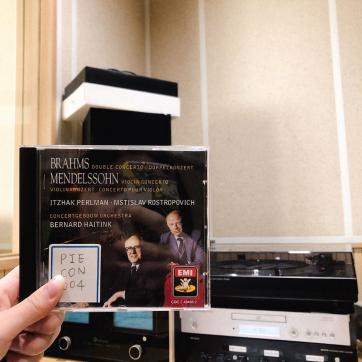 BRAHMS DOUBLE CONCERTO · DOPPELKONZERT
MENDELSSOHN VIOLIN CONCERTO
VIOLINKONZERT · CONCERTO POUR VIOLON
ITZHAK PERLMAN · MSTISLAV ROSTROPOVICH
CONCERTGEBOUW ORCHESTRA
BERNARD HAITINK
PIE
CON
004
EMI